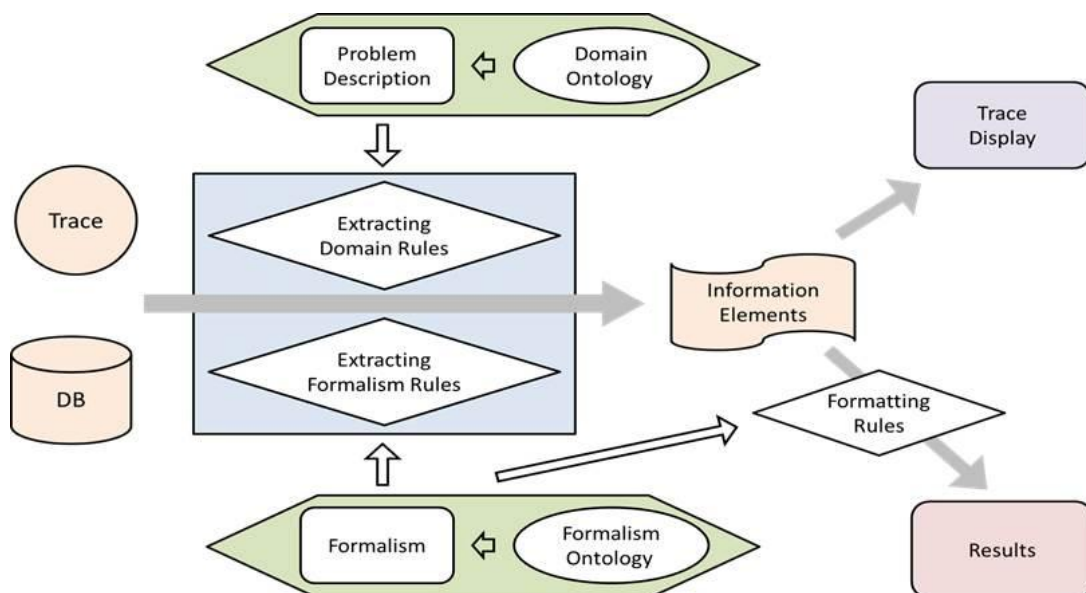 Problem
Description
Domain
Ontology
Trace
Display
Trace
Extracting
Domain Rules
Information
Elements
DB
Extracting
Formalism Rules
Formatting
Rules
Formalism
Formalism
Ontology
Results